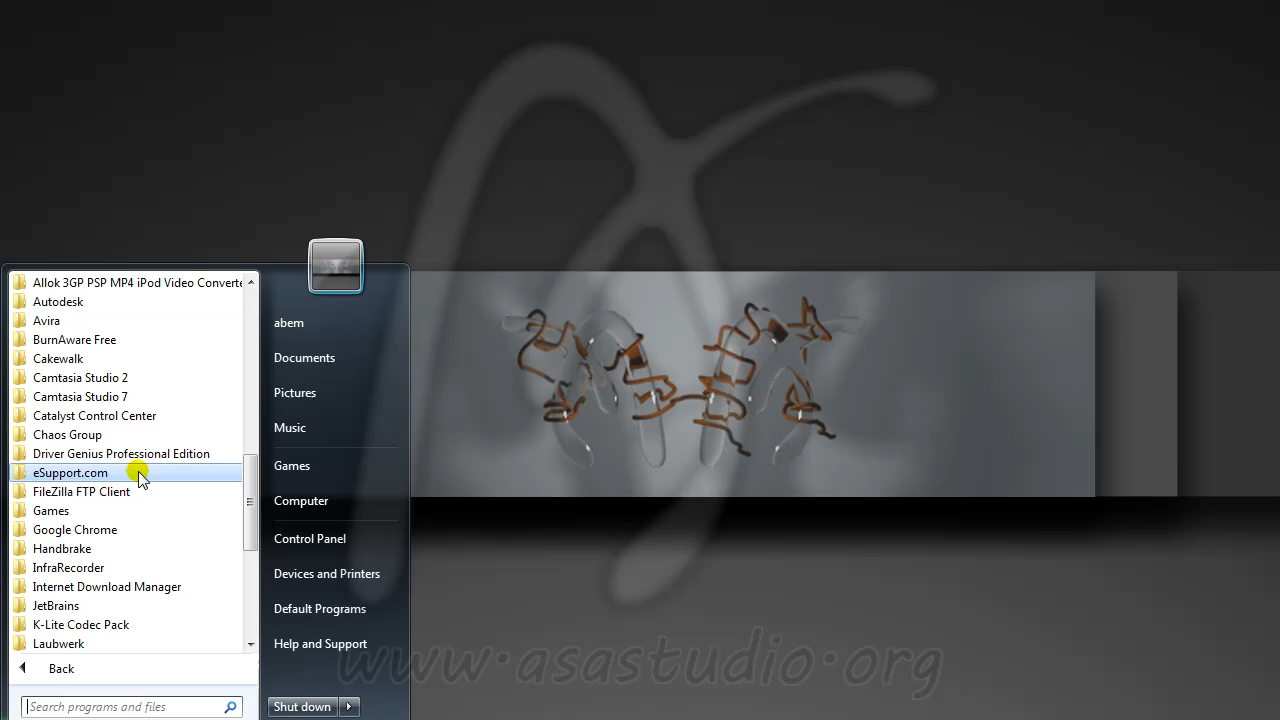 Allok 3GP PSP MP4 iPod Video Converte
Autodesk
Avira
BurnAware Free
Cakewalk
Camtasia Studio 2
Camtasia Studio 7
Catalyst Control Center
Chaos Group
Driver Genius Professional Edition
eSupport.com
FileZilla FTP Client
Games
Google Chrome
Handbrake
InfraRecorder
Internet Download Manager
JetBrains
K-Lite Codec Pack
Laubwerk
Back
Search programs and files
abem
Documents
Pictures
Music
Games
Computer
Control Panel
Devices and Printers
Default Programs
Help and Support
Shut down
www.asastudio.org